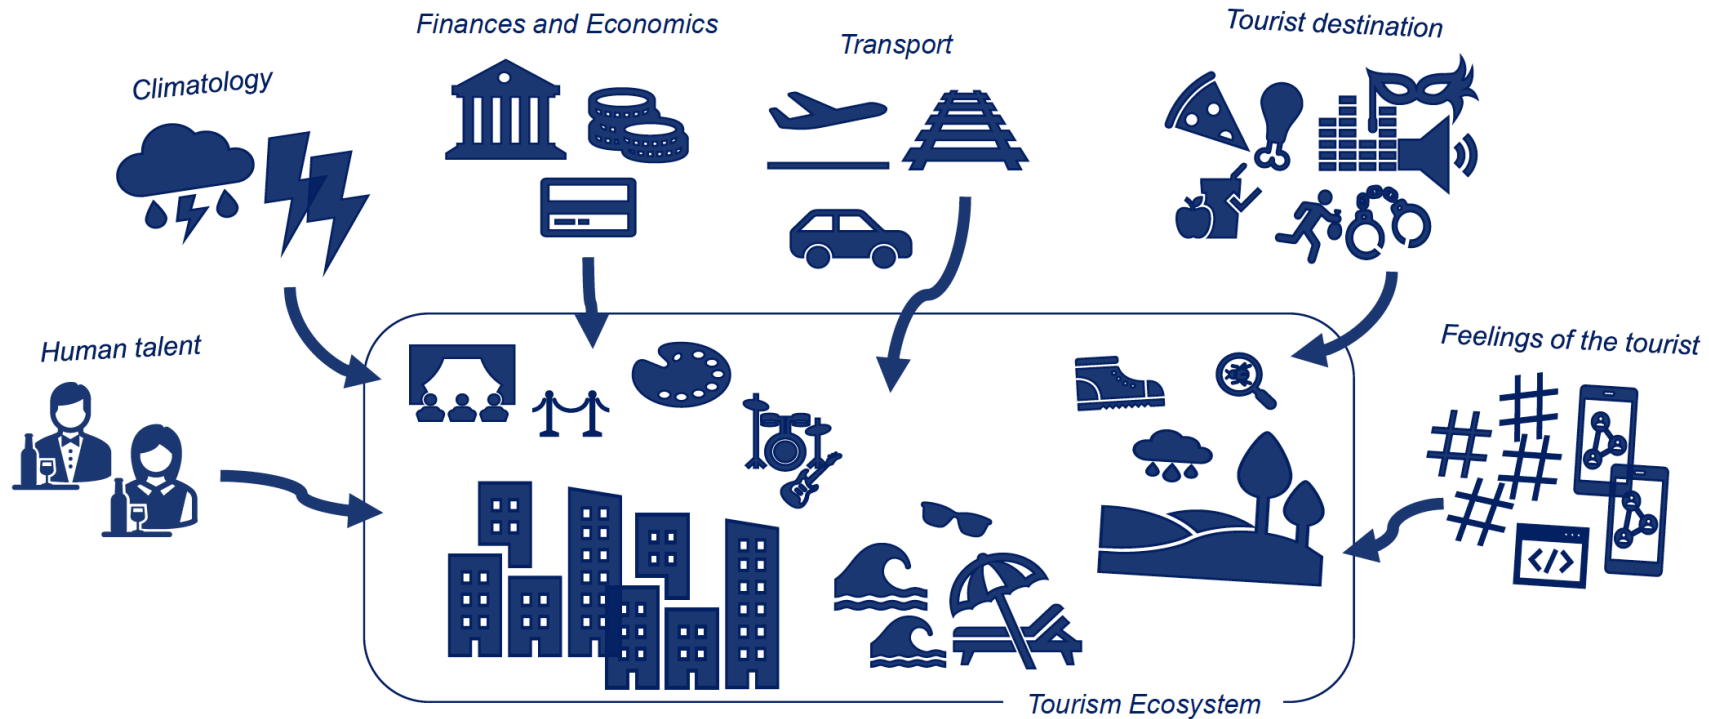 Finances and Economics
Transport
Tourist destination
Climatology
Human talent
Feelings of the tourist
</>
Tourism Ecosystem